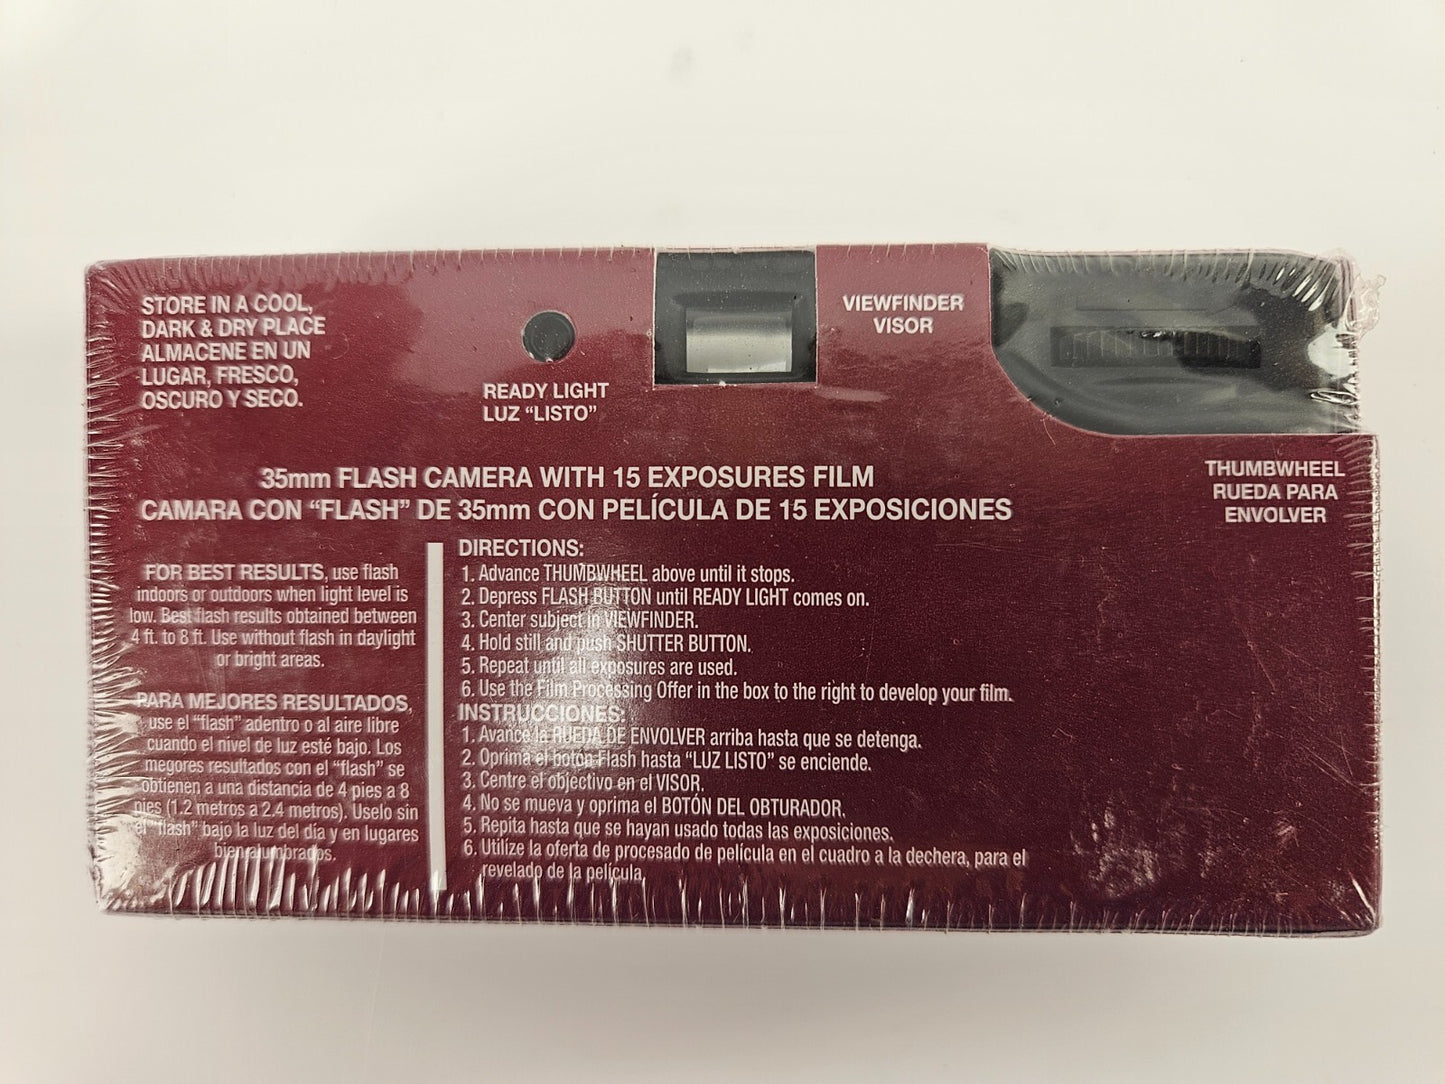 STORE IN A COOL,
DARK & DRY PLACE
ALMACENE EN UN
LUGAR, FRESCO,
OSCURO Y SECO.
READY LIGHT
LUZ “LISTO”
VIEWFINDER
VISOR
THUMBWHEEL
RUEDA PARA
ENVOLVER
35mm FLASH CAMERA WITH 15 EXPOSURES FILM
CAMARA CON “FLASH” DE 35mm CON PELÍCULA DE 15 EXPOSICIONES
FOR BEST RESULTS, use flash
indoors or outdoors when light level is
low. Best flash results obtained between
4 ft. to 8 ft. Use without flash in daylight
or bright areas.
PARA MEJORES RESULTADOS,
use el “flash” adentro o al aire libre
cuando el nivel de luz esté bajo. Los
megores resultados con el “flash” se
obtienen a una distancia de 4 pies a 8
pies (1.2 metros a 2.4 metros). Uselo sin
el “flash” bajo la luz del día y en lugares
bien alumbrados.
DIRECTIONS:
1. Advance THUMBWHEEL above until it stops.
2. Depress FLASH BUTTON until READY LIGHT comes on.
3. Center subject in VIEWFINDER.
4. Hold still and push SHUTTER BUTTON.
5. Repeat until all exposures are used.
6. Use the Film Processing Offer in the box to the right to develop your film.
INSTRUCCIONES:
1. Avance la RUEDA DE ENVOLVER arriba hasta que se detenga.
2. Oprima el botón Flash hasta “LUZ LISTO” se enciende.
3. Centre el objectivo en el VISOR.
4. No se mueva y oprima el BOTÓN DEL OBTURADOR.
5. Repita hasta que se hayan usado todas las exposiciones.
6. Utilize la oferta de procesado de película en el cuadro a la dechera, para el
revelado de la película.